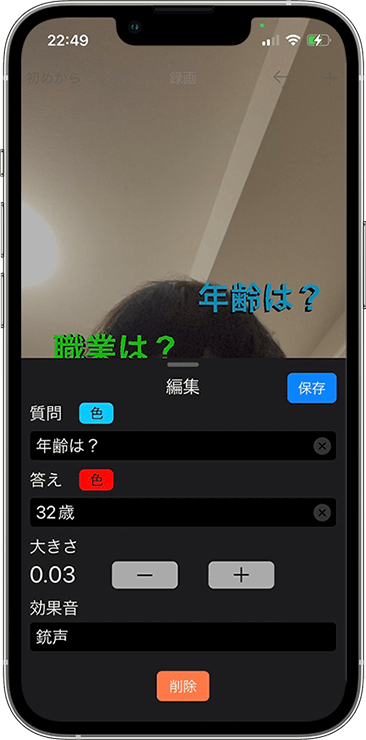 22:49
初めから 録画 ← +
年齢は？
職業は？
編集 保存
質問 色
年齢は？
答え 色
32歳
大きさ
0.03 − +
効果音
銃声
削除